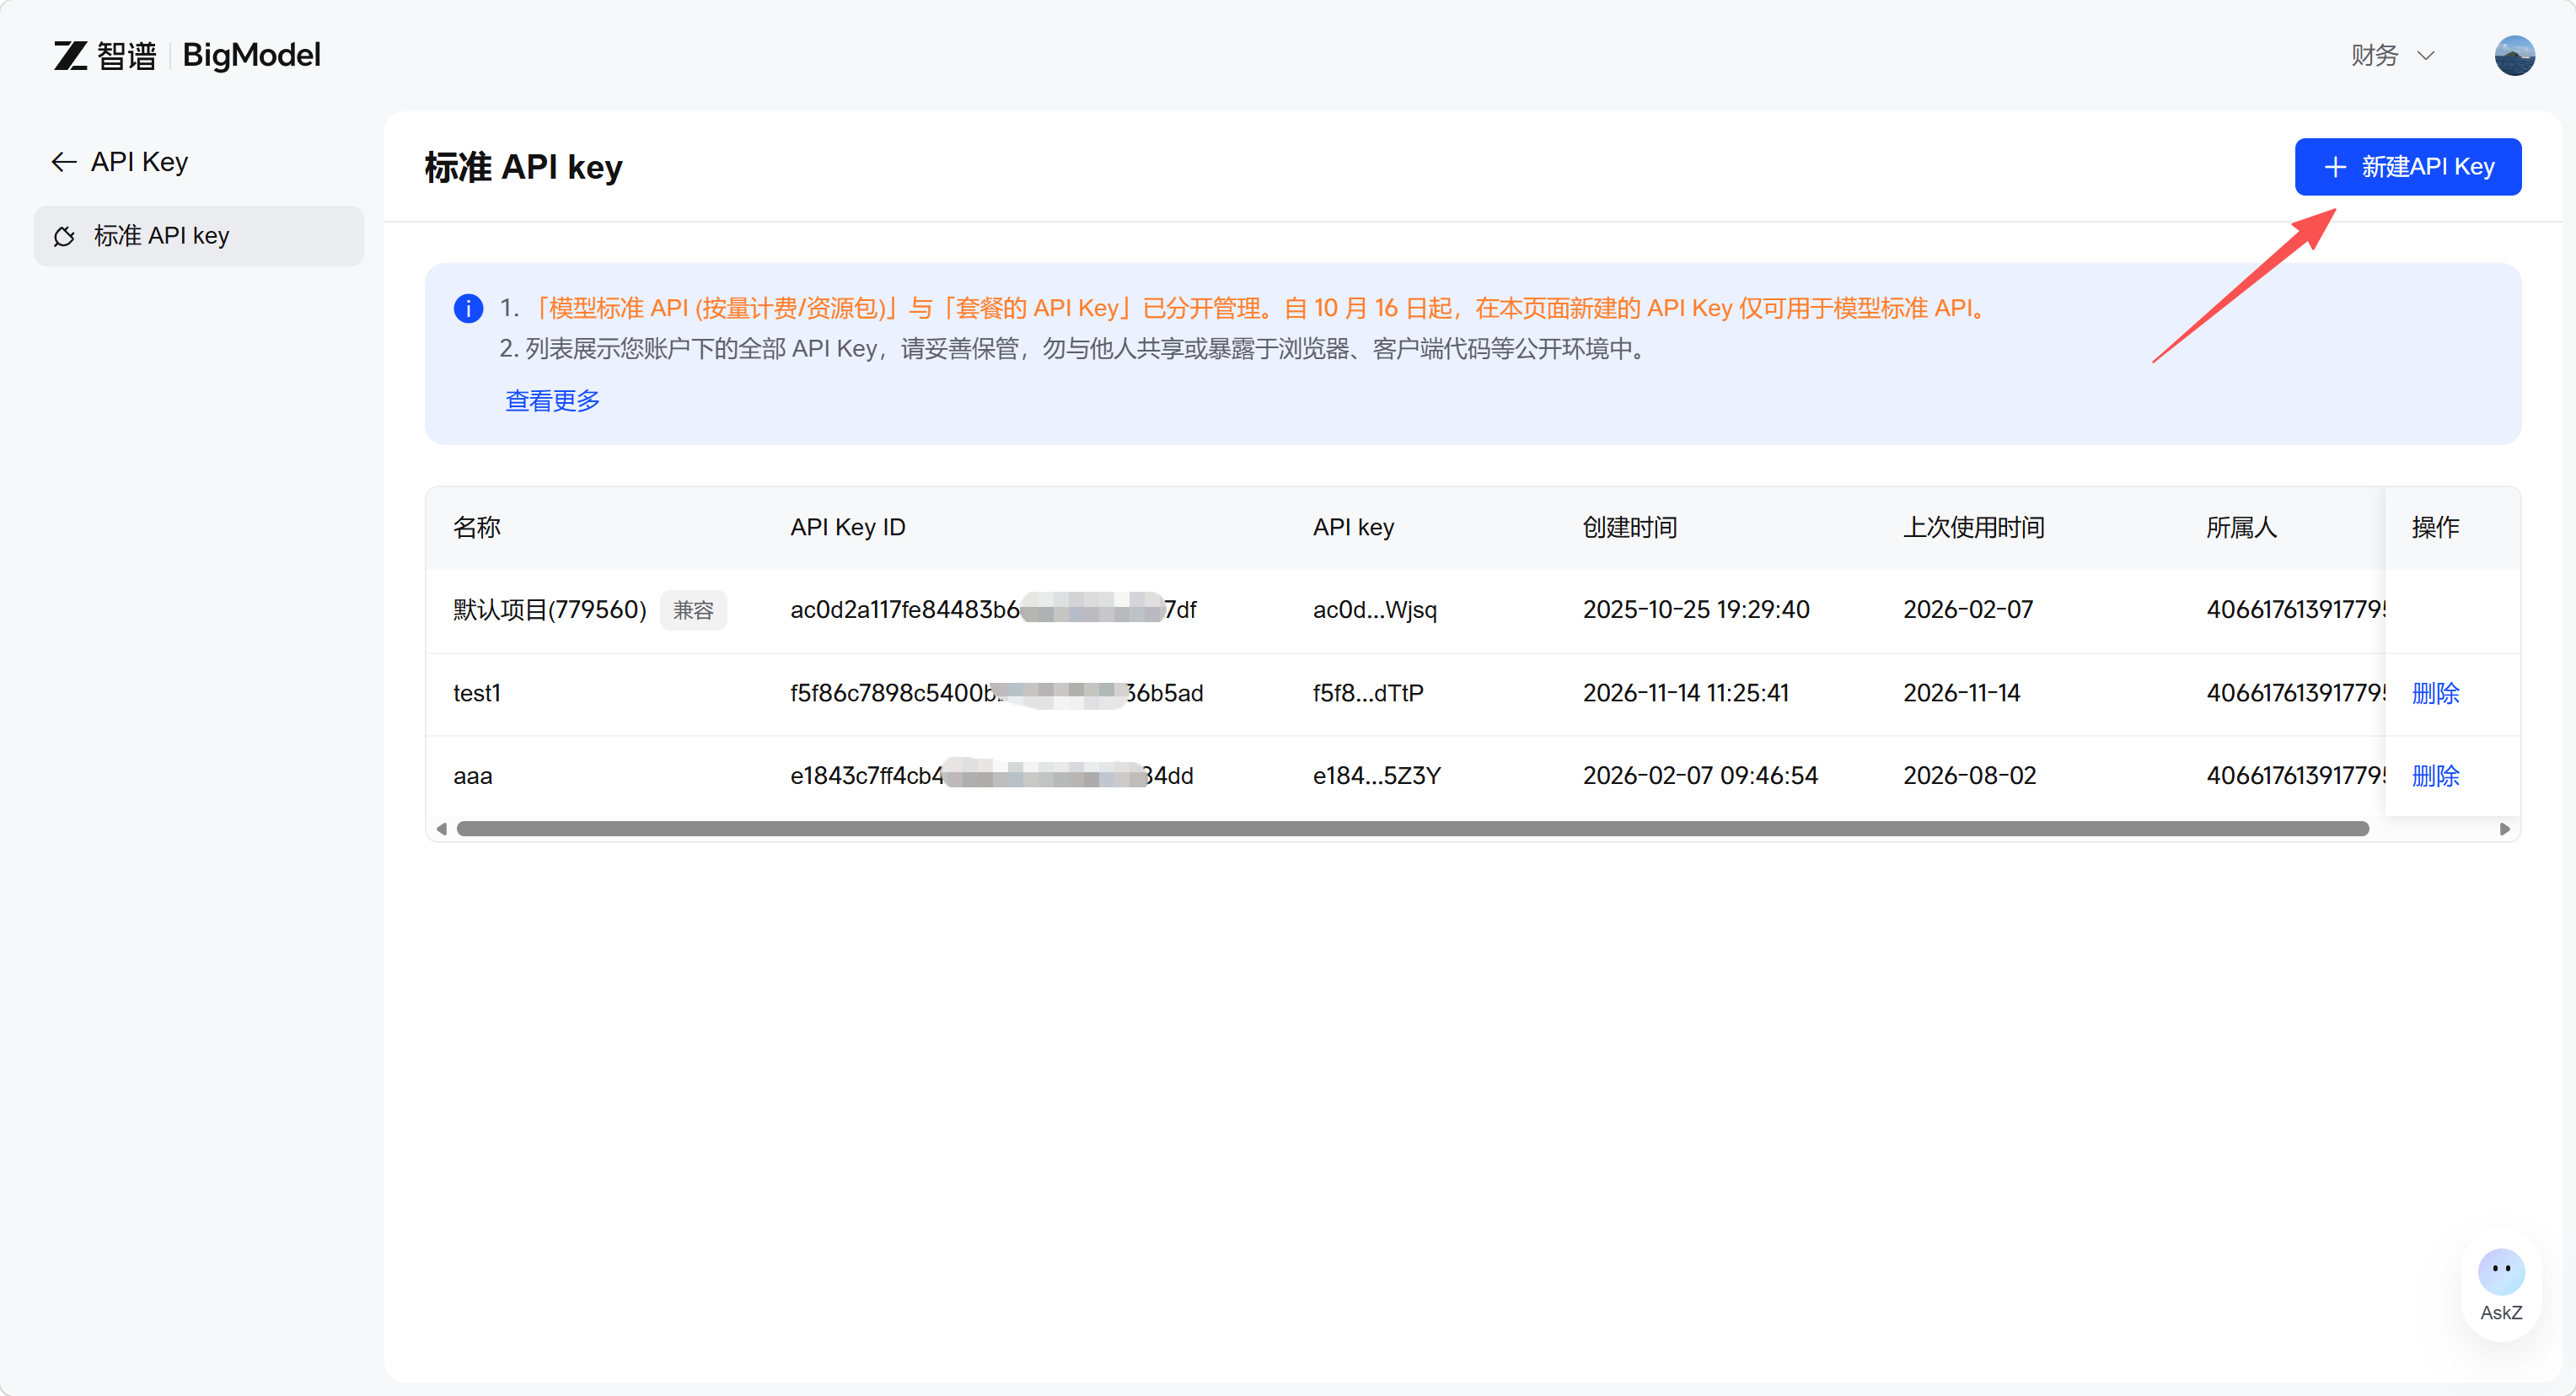 智谱 BigModel
财务
API Key
标准 API key
标准 API key
新建API Key
1. 「模型标准 API (按量计费/资源包)」与「套餐的 API Key」已分开管理。自 10 月 16 日起，在本页面新建的 API Key 仅可用于模型标准 API。
2. 列表展示您账户下的全部 API Key，请妥善保管，勿与他人共享或暴露于浏览器、客户端代码等公开环境中。
查看更多
名称 API Key ID API key 创建时间 上次使用时间 所属人 操作
默认项目(779560) 兼容 ac0d2a117fe84483b6 7df ac0d...Wjsq 2025-10-25 19:29:40 2026-02-07 40661761391779
test1 f5f86c7898c5400b 36b5ad f5f8...dTtP 2026-11-14 11:25:41 2026-11-14 40661761391779 删除
aaa e1843c7ff4cb4 34dd e184...5Z3Y 2026-02-07 09:46:54 2026-08-02 40661761391779 删除
AskZ